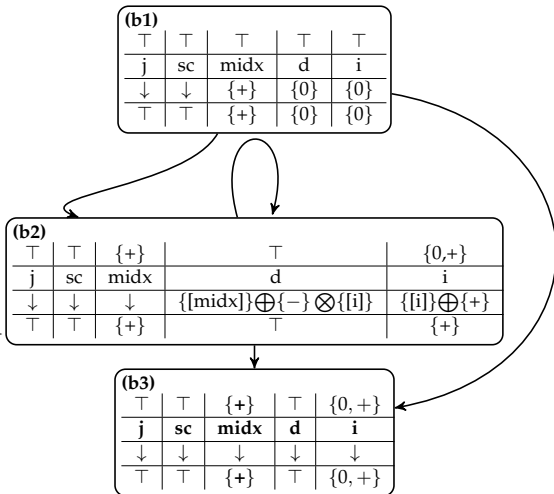 (b1)
⊤ ⊤ ⊤ ⊤ ⊤
j sc midx d i
↓ ↓ {+} {0} {0}
⊤ ⊤ {+} {0} {0}
(b2)
⊤ ⊤ {+} ⊤ {0,+}
j sc midx d i
↓ ↓ ↓ {[midx]}⊕{−} ⊗{[i]} {[i]}⊕{+}
⊤ ⊤ {+} ⊤ {+}
(b3)
⊤ ⊤ {+} ⊤ {0, +}
j sc midx d i
↓ ↓ ↓ ↓ ↓
⊤ ⊤ {+} ⊤ {0, +}